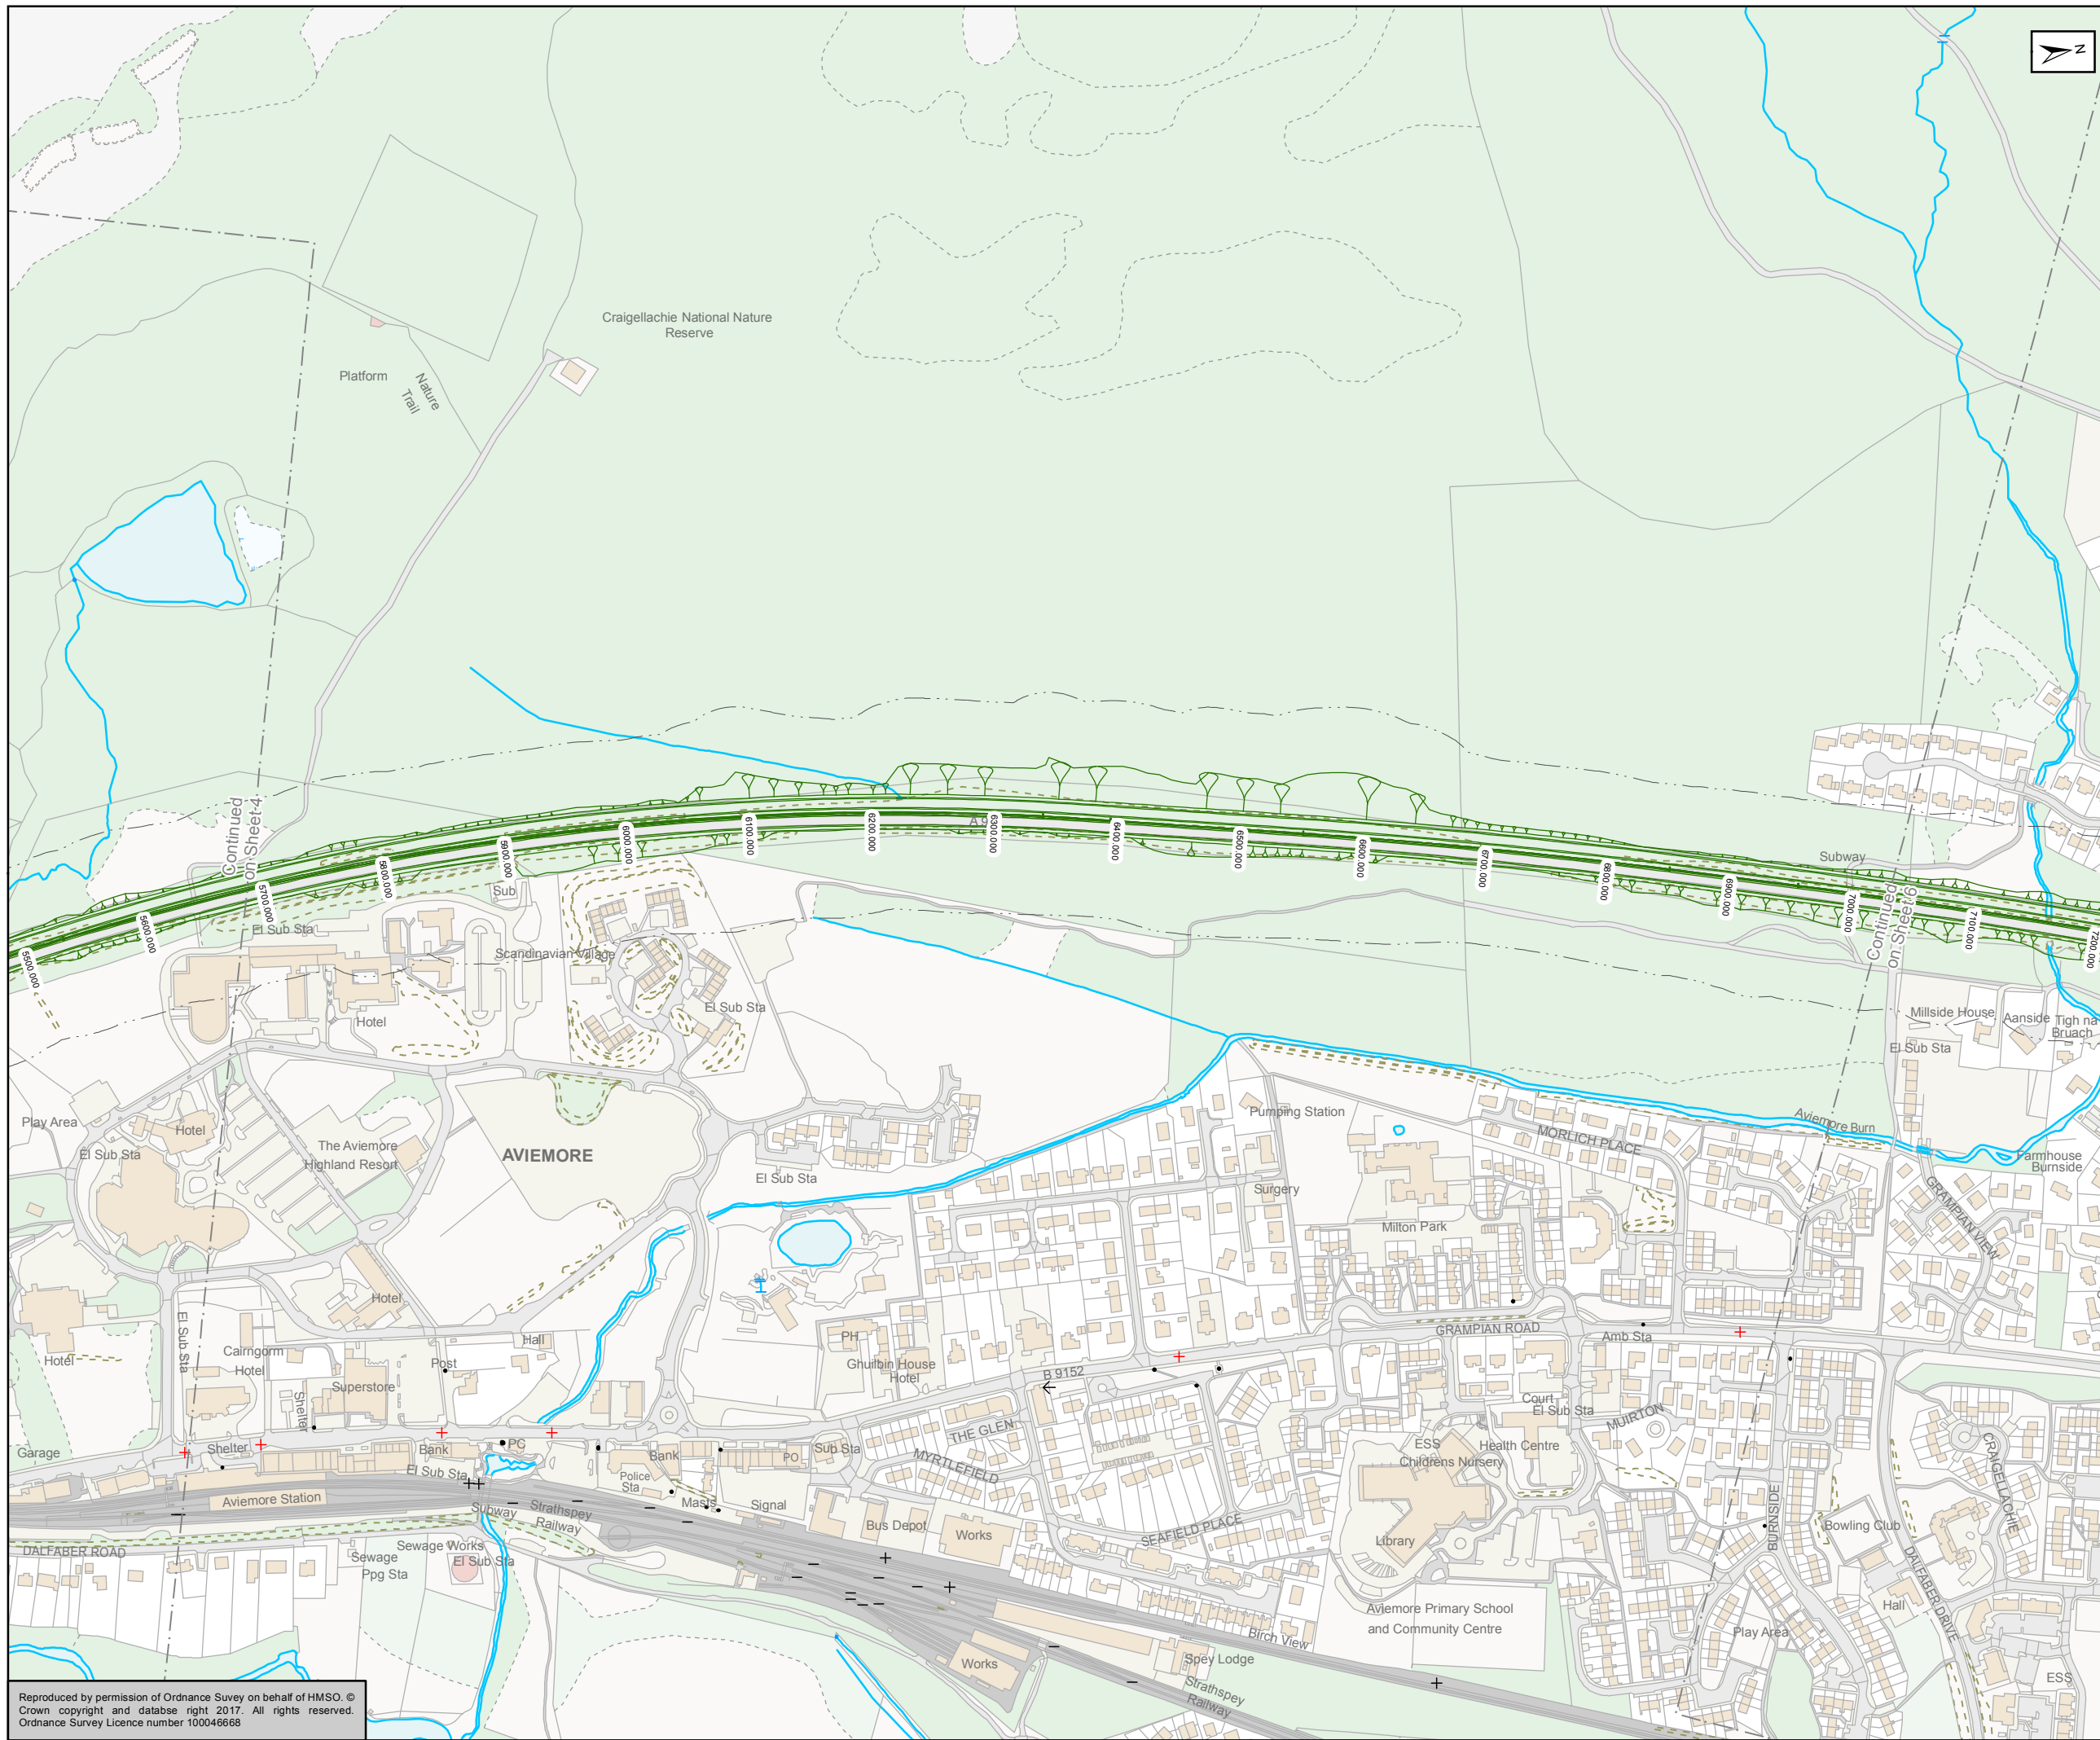 N
Craigellachie National Nature
Reserve
Platform
Nature
Trail
Continued
on Sheet 4
5500.000
5600.000
5700.000
5800.000
5900.000
6000.000
6100.000
6200.000
A 9
6300.000
6400.000
6500.000
6600.000
6700.000
6800.000
6900.000
7000.000
7100.000
7200.000
Subway
Continued
on Sheet 6
Sub
El Sub Sta
Scandinavian Village
El Sub Sta
Hotel
Millside House
Aanside
Tigh na
Bruach
El Sub Sta
Play Area
Hotel
El Sub Sta
The Aviemore
Highland Resort
AVIEMORE
El Sub Sta
Pumping Station
MORLICH PLACE
Aviemore Burn
Farmhouse
Burnside
GRAMPIAN VIEW
Surgery
Milton Park
El Sub Sta
Hotel
Hotel
Cairngorm
Hotel
Superstore
Shelter
Post
Hall
PH
Ghuilbin House
Hotel
B 9152
GRAMPIAN ROAD
Amb Sta
Court
El Sub Sta
MUIRTON
Garage
Shelter
Bank
PC
El Sub Sta
Bank
PO
Sub Sta
THE GLEN
MYRTLEFIELD
ESS
Childrens Nursery
Health Centre
CRAIGELLACHIE
Police
Sta
Masts
Signal
Aviemore Station
Subway
Strathspey
Railway
Bus Depot
Works
SEAFIELD PLACE
Library
BURNSIDE
Bowling Club
DALFABER DRIVE
DALFABER ROAD
Sewage
Ppg Sta
Sewage Works
El Sub Sta
Aviemore Primary School
and Community Centre
Birch View
Hall
Play Area
Works
Spey Lodge
Strathspey
Railway
ESS
Reproduced by permission of Ordnance Suvey on behalf of HMSO. ©
Crown copyright and databse right 2017. All rights reserved.
Ordnance Survey Licence number 100046668